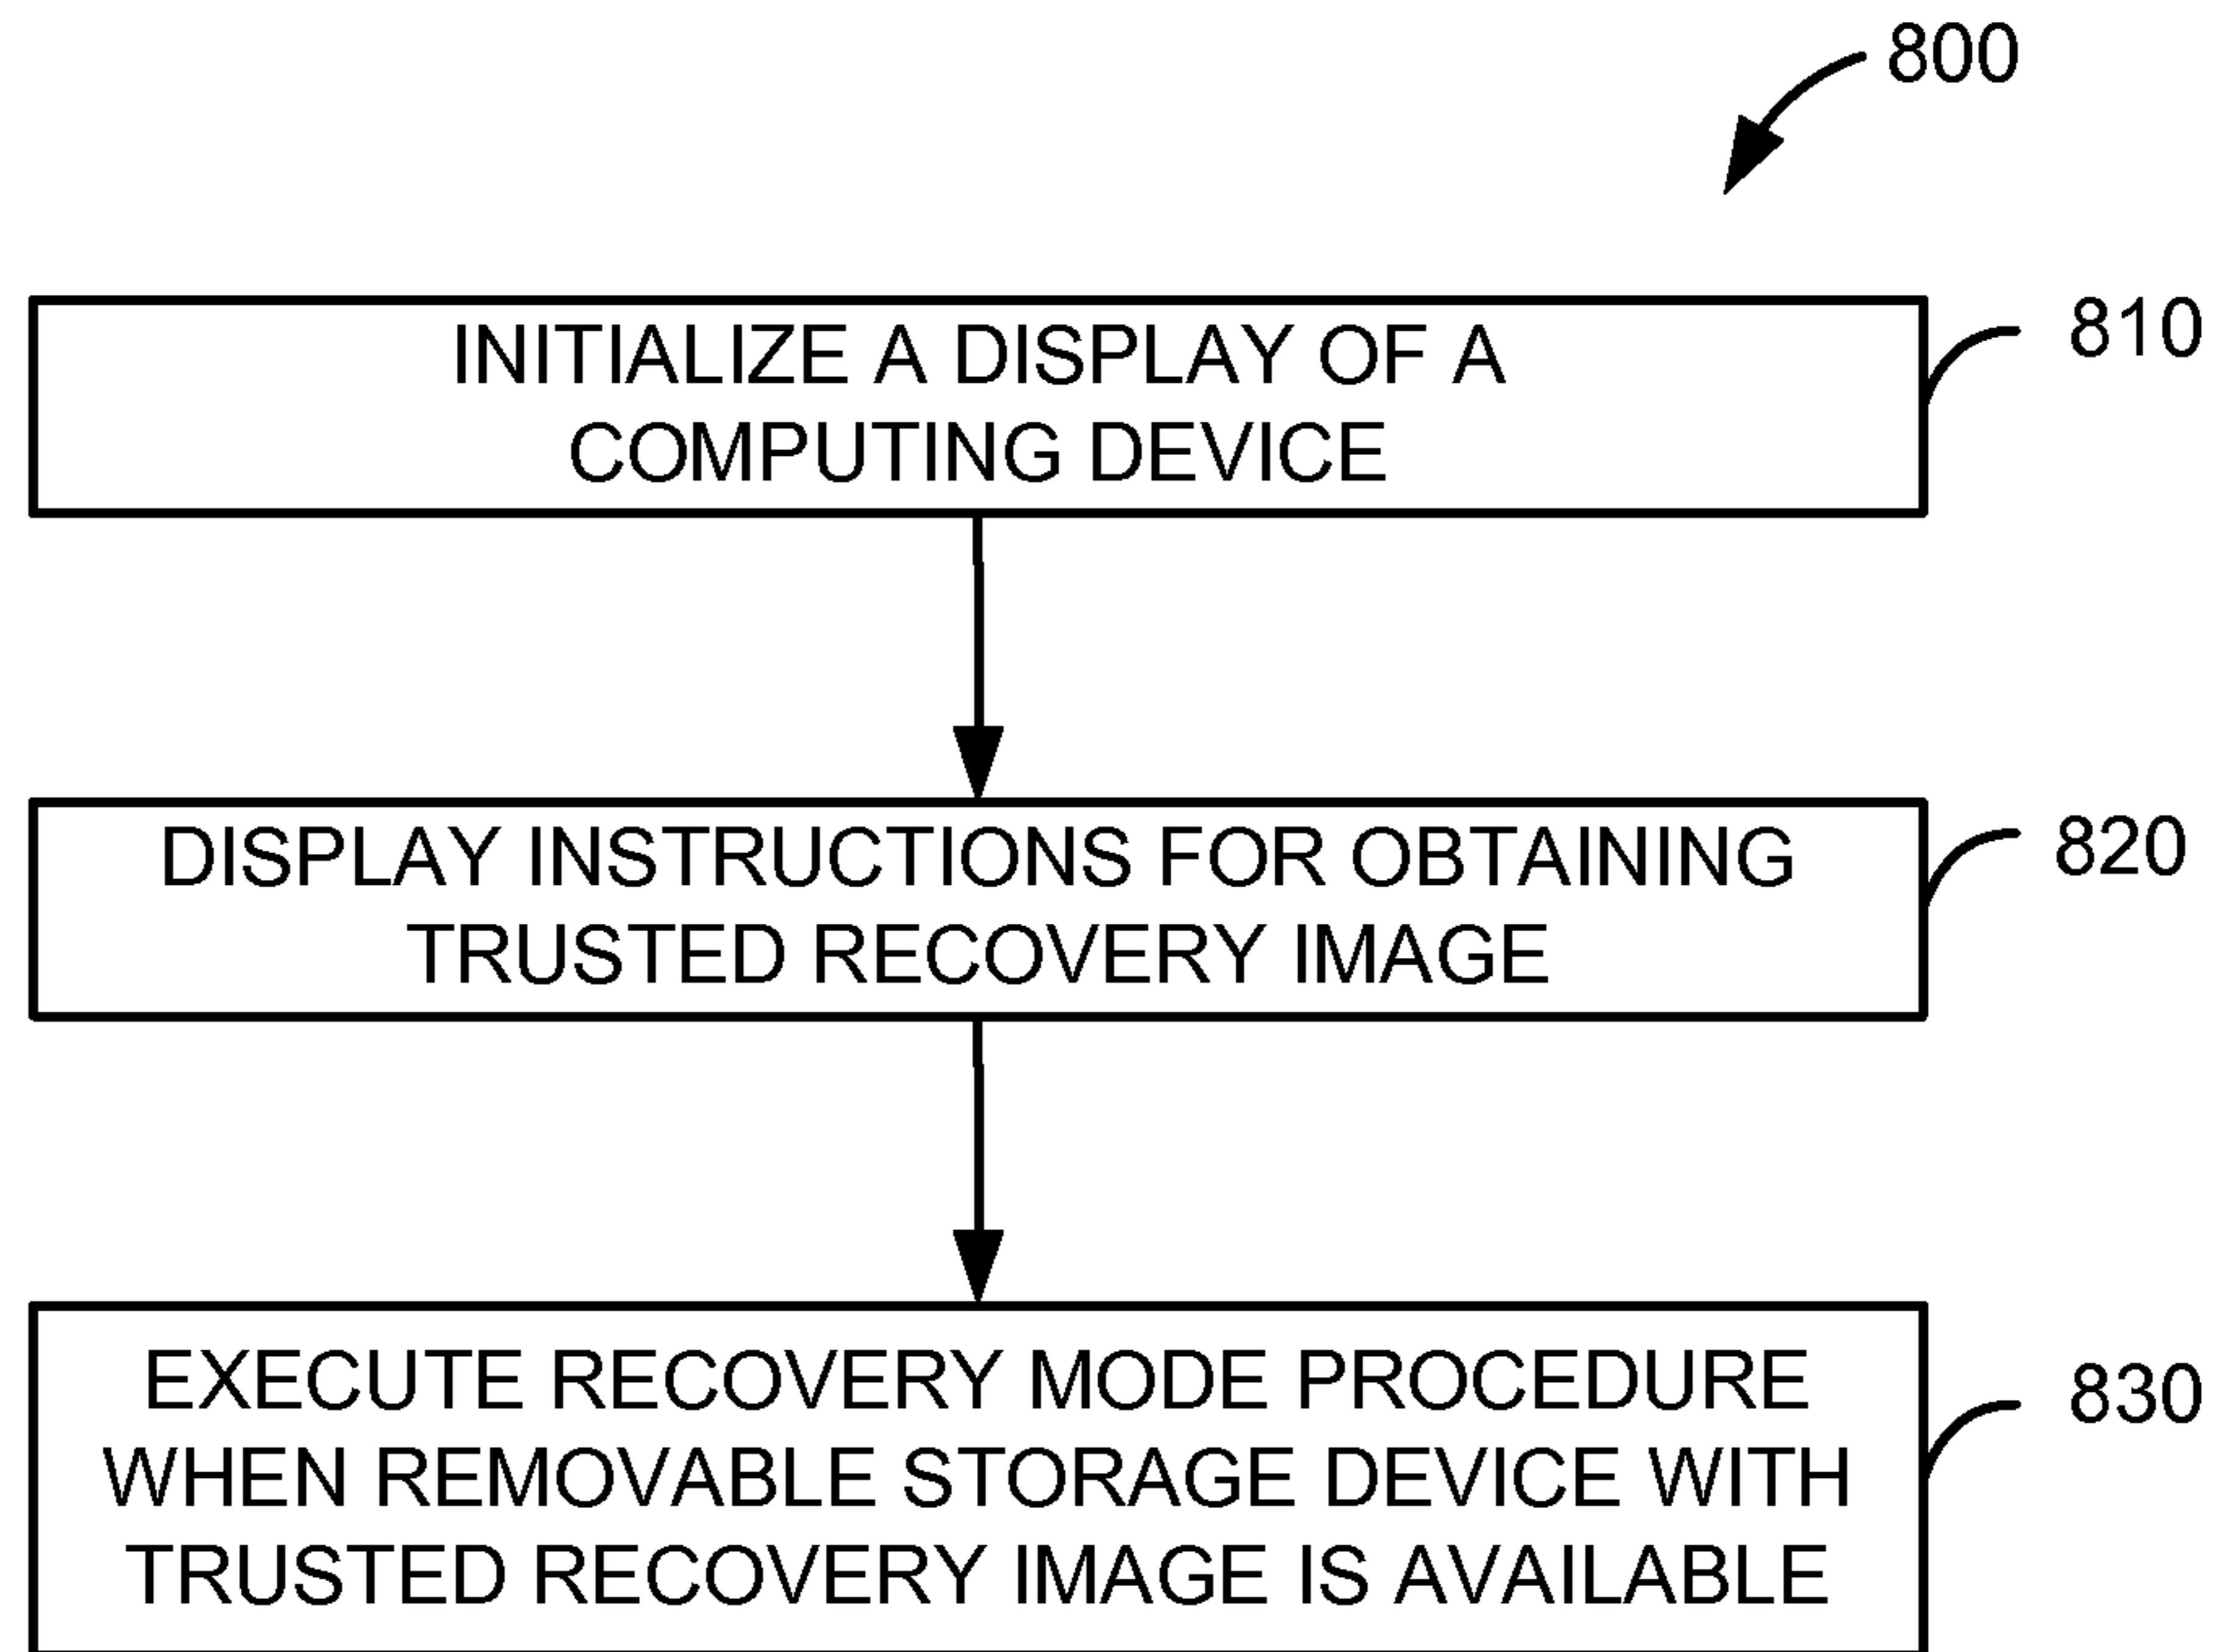 800
INITIALIZE A DISPLAY OF A
COMPUTING DEVICE
810
DISPLAY INSTRUCTIONS FOR OBTAINING
TRUSTED RECOVERY IMAGE
820
EXECUTE RECOVERY MODE PROCEDURE
WHEN REMOVABLE STORAGE DEVICE WITH
TRUSTED RECOVERY IMAGE IS AVAILABLE
830